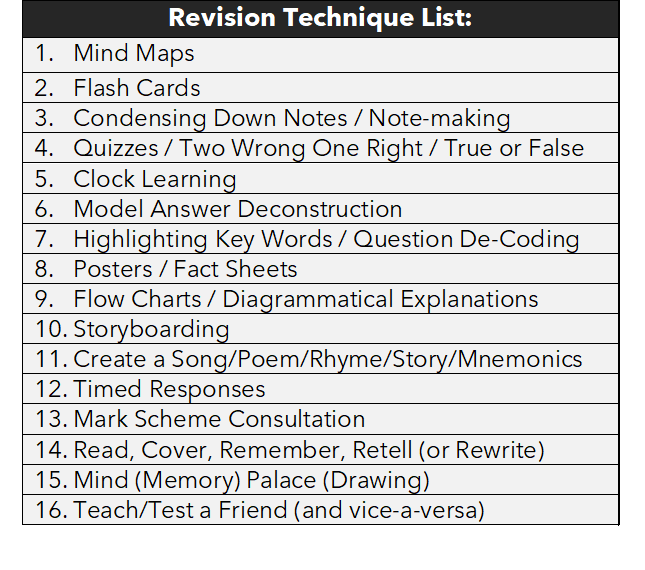 Revision Technique List:
1. Mind Maps
2. Flash Cards
3. Condensing Down Notes / Note-making
4. Quizzes / Two Wrong One Right / True or False
5. Clock Learning
6. Model Answer Deconstruction
7. Highlighting Key Words / Question De-Coding
8. Posters / Fact Sheets
9. Flow Charts / Diagrammatical Explanations
10. Storyboarding
11. Create a Song/Poem/Rhyme/Story/Mnemonics
12. Timed Responses
13. Mark Scheme Consultation
14. Read, Cover, Remember, Retell (or Rewrite)
15. Mind (Memory) Palace (Drawing)
16. Teach/Test a Friend (and vice-a-versa)